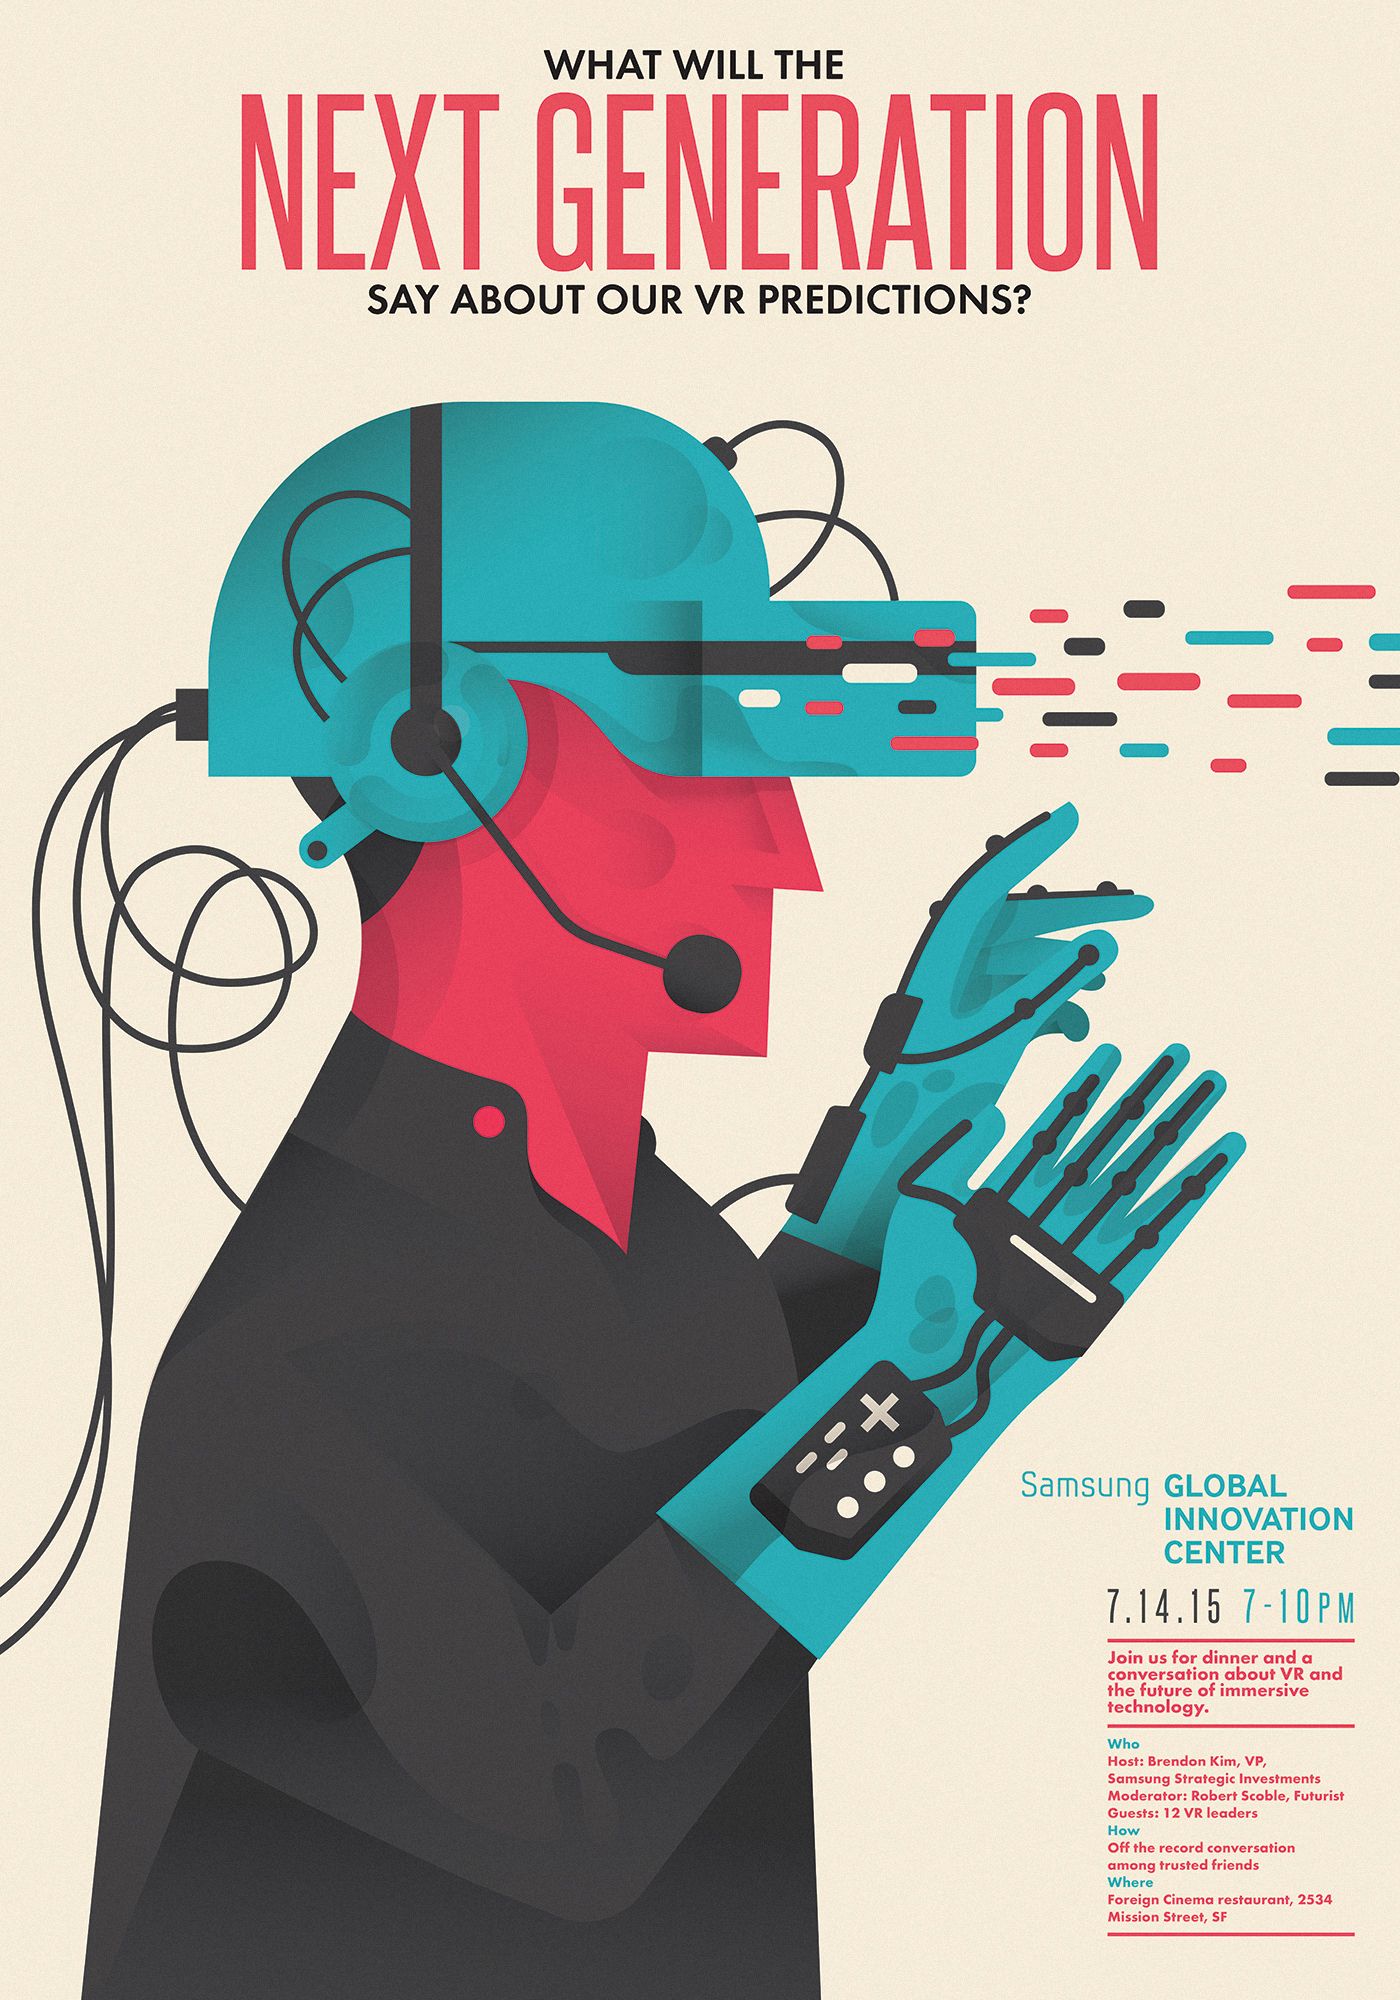 WHAT WILL THE
NEXT GENERATION
SAY ABOUT OUR VR PREDICTIONS?
Samsung GLOBAL
INNOVATION
CENTER
7.14.15 7-10PM
Join us for dinner and a
conversation about VR and
the future of immersive
technology.
Who
Host: Brendon Kim, VP,
Samsung Strategic Investments
Moderator: Robert Scoble, Futurist
Guests: 12 VR leaders
How
Off the record conversation
among trusted friends
Where
Foreign Cinema restaurant, 2534
Mission Street, SF